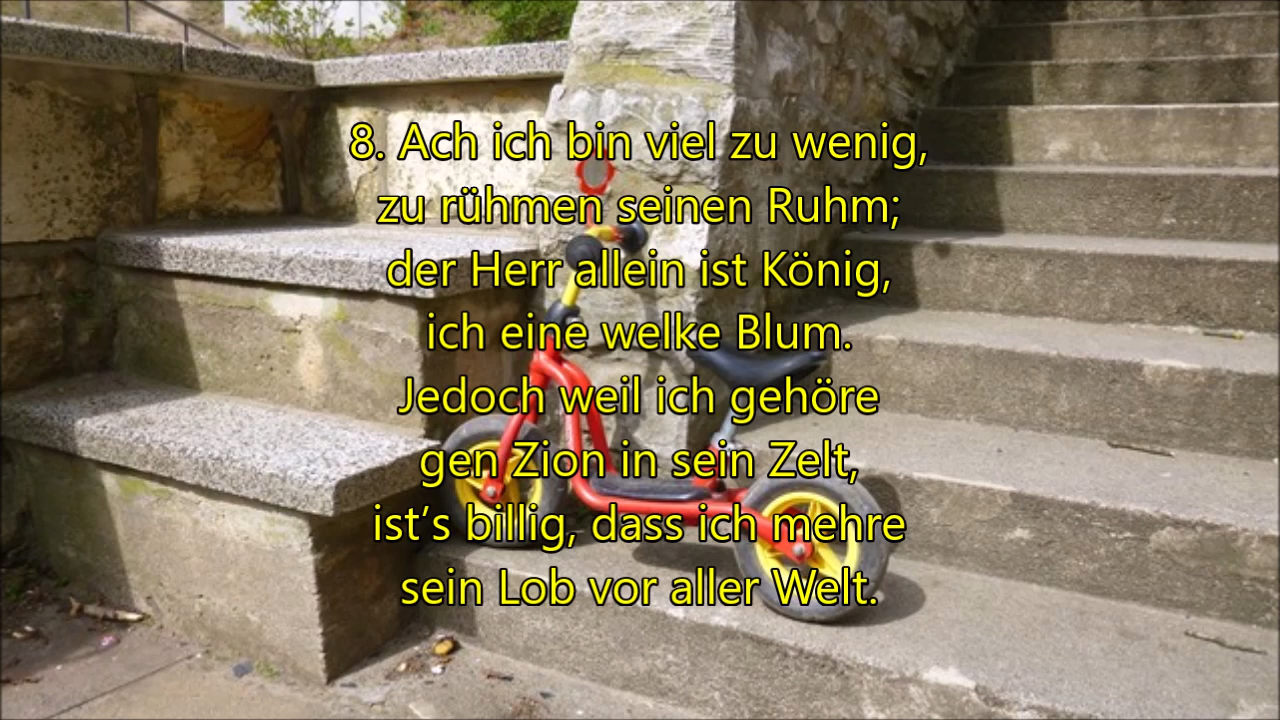 8. Ach ich bin viel zu wenig,
zu rühmen seinen Ruhm;
der Herr allein ist König,
ich eine welke Blum.
Jedoch weil ich gehöre
gen Zion in sein Zelt,
ist’s billig, dass ich mehre
sein Lob vor aller Welt.